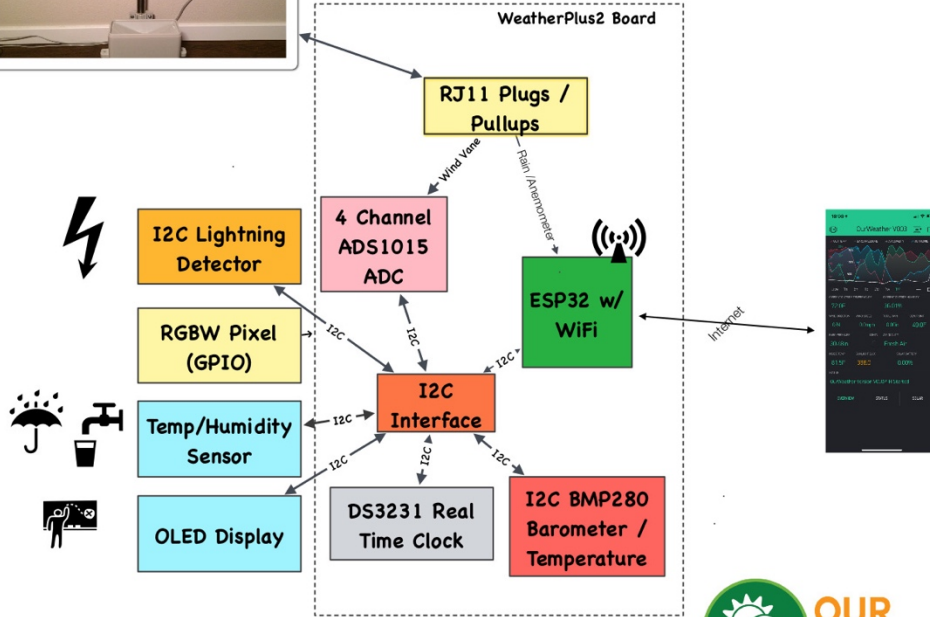 WeatherPlus2 Board
RJ11 Plugs /
Pullups
Wind Vane
Rain /Anemometer
I2C Lightning
Detector
4 Channel
ADS1015
ADC
ESP32 w/
WiFi
Internet
RGBW Pixel
(GPIO)
I2C
I2C
I2C
I2C
Interface
Temp/Humidity
Sensor
I2C
I2C
I2C
I2C
OLED Display
DS3231 Real
Time Clock
I2C BMP280
Barometer /
Temperature
OUR